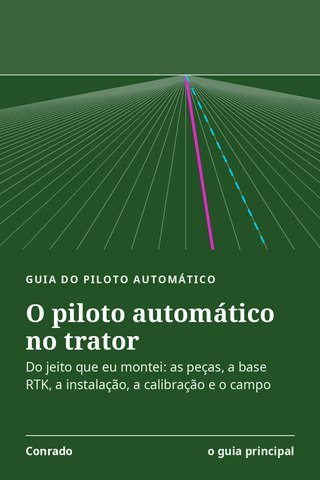 GUIA DO PILOTO AUTOMÁTICO
O piloto automático
no trator
Do jeito que eu montei: as peças, a base
RTK, a instalação, a calibração e o campo
Conrado
o guia principal